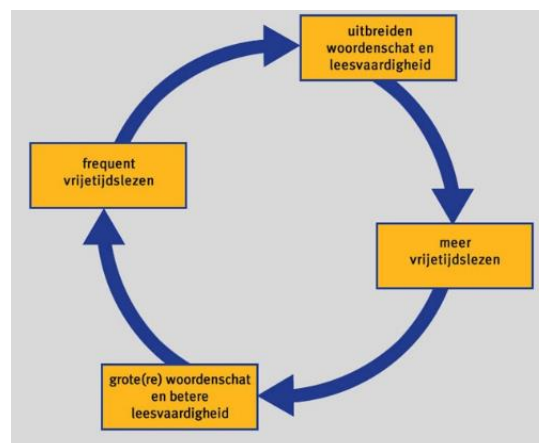 uitbreiden
woordenschat en
leesvaardigheid
frequent
vrijetijdslezen
meer
vrijetijdslezen
grote(re) woordenschat
en betere
leesvaardigheid